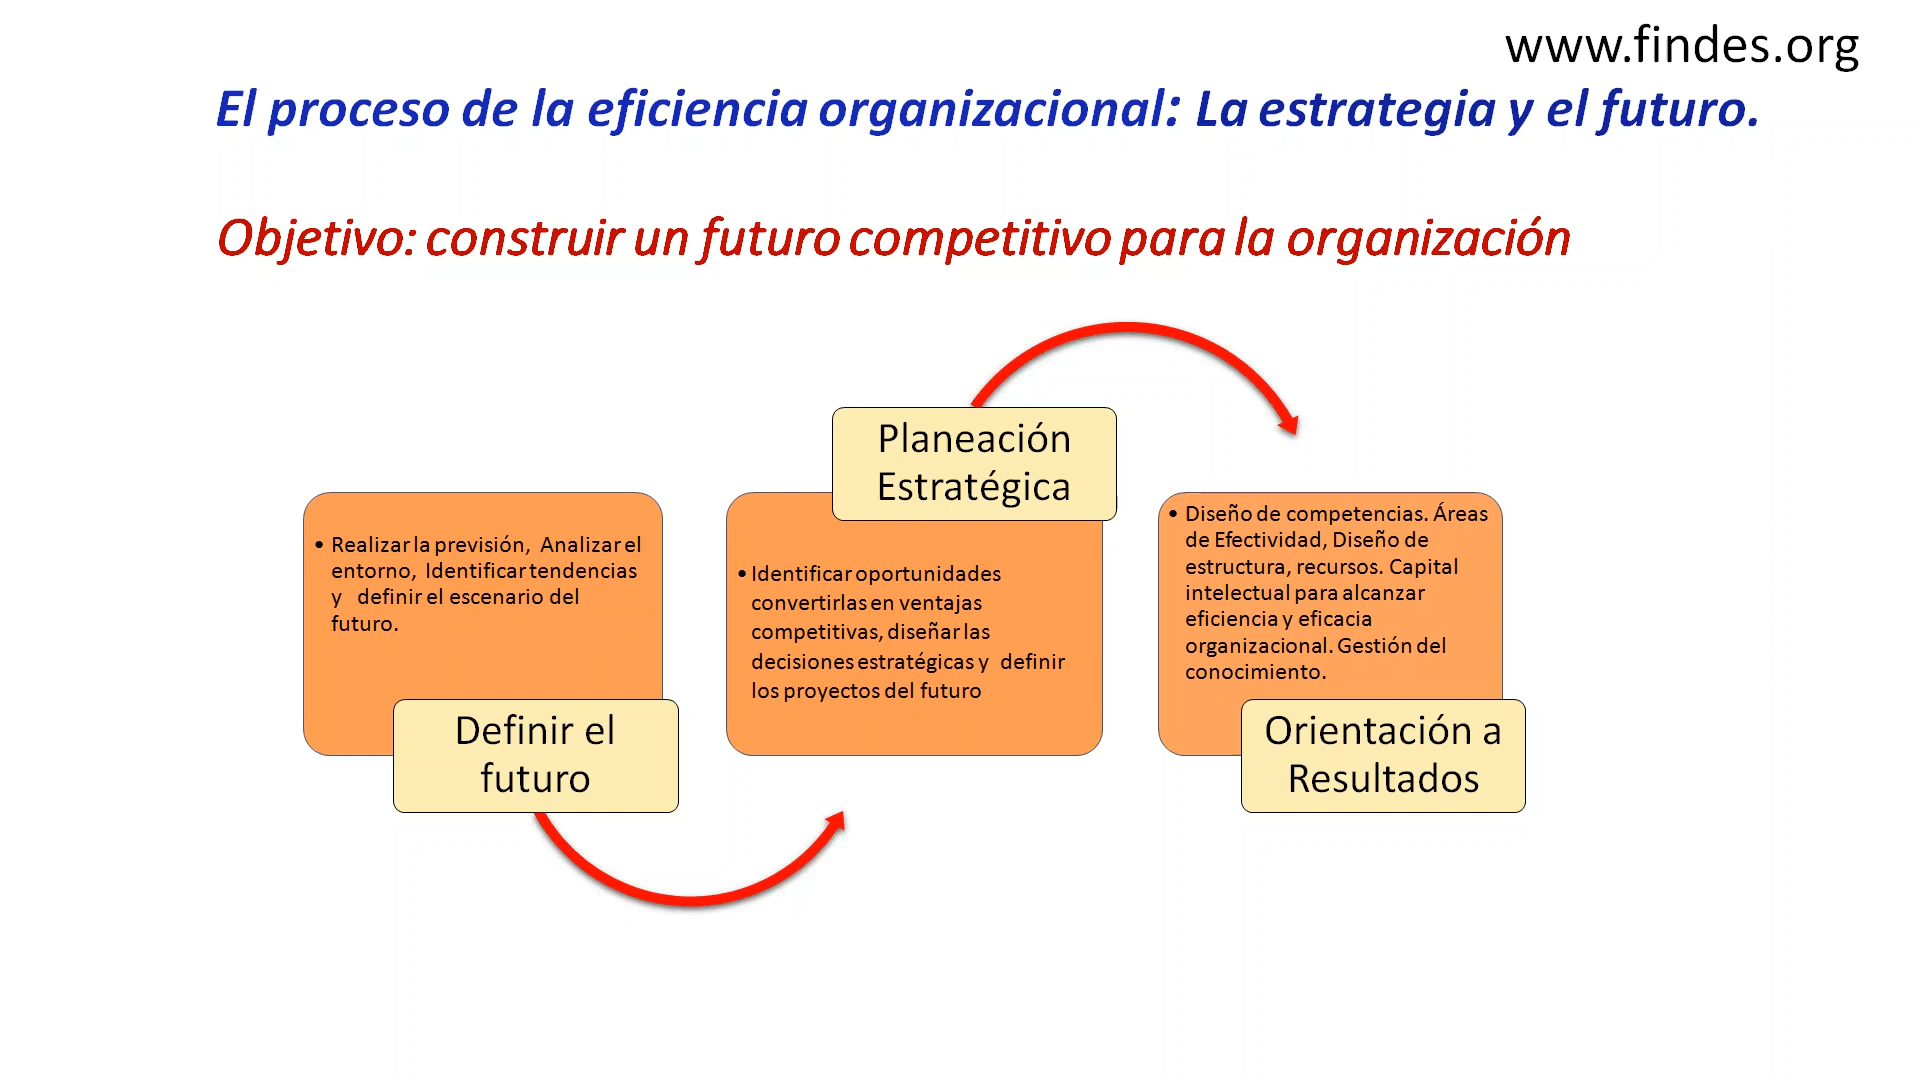 www.findes.org
El proceso de la eficiencia organizacional: La estrategia y el futuro.
Objetivo: construir un futuro competitivo para la organización
• Realizar la previsión, Analizar el
entorno, Identificar tendencias
y definir el escenario del
futuro.
Definir el
futuro
Planeación
Estratégica
• Identificar oportunidades
convertirlas en ventajas
competitivas, diseñar las
decisiones estratégicas y definir
los proyectos del futuro
• Diseño de competencias. Áreas
de Efectividad, Diseño de
estructura, recursos. Capital
intelectual para alcanzar
eficiencia y eficacia
organizacional. Gestión del
conocimiento.
Orientación a
Resultados